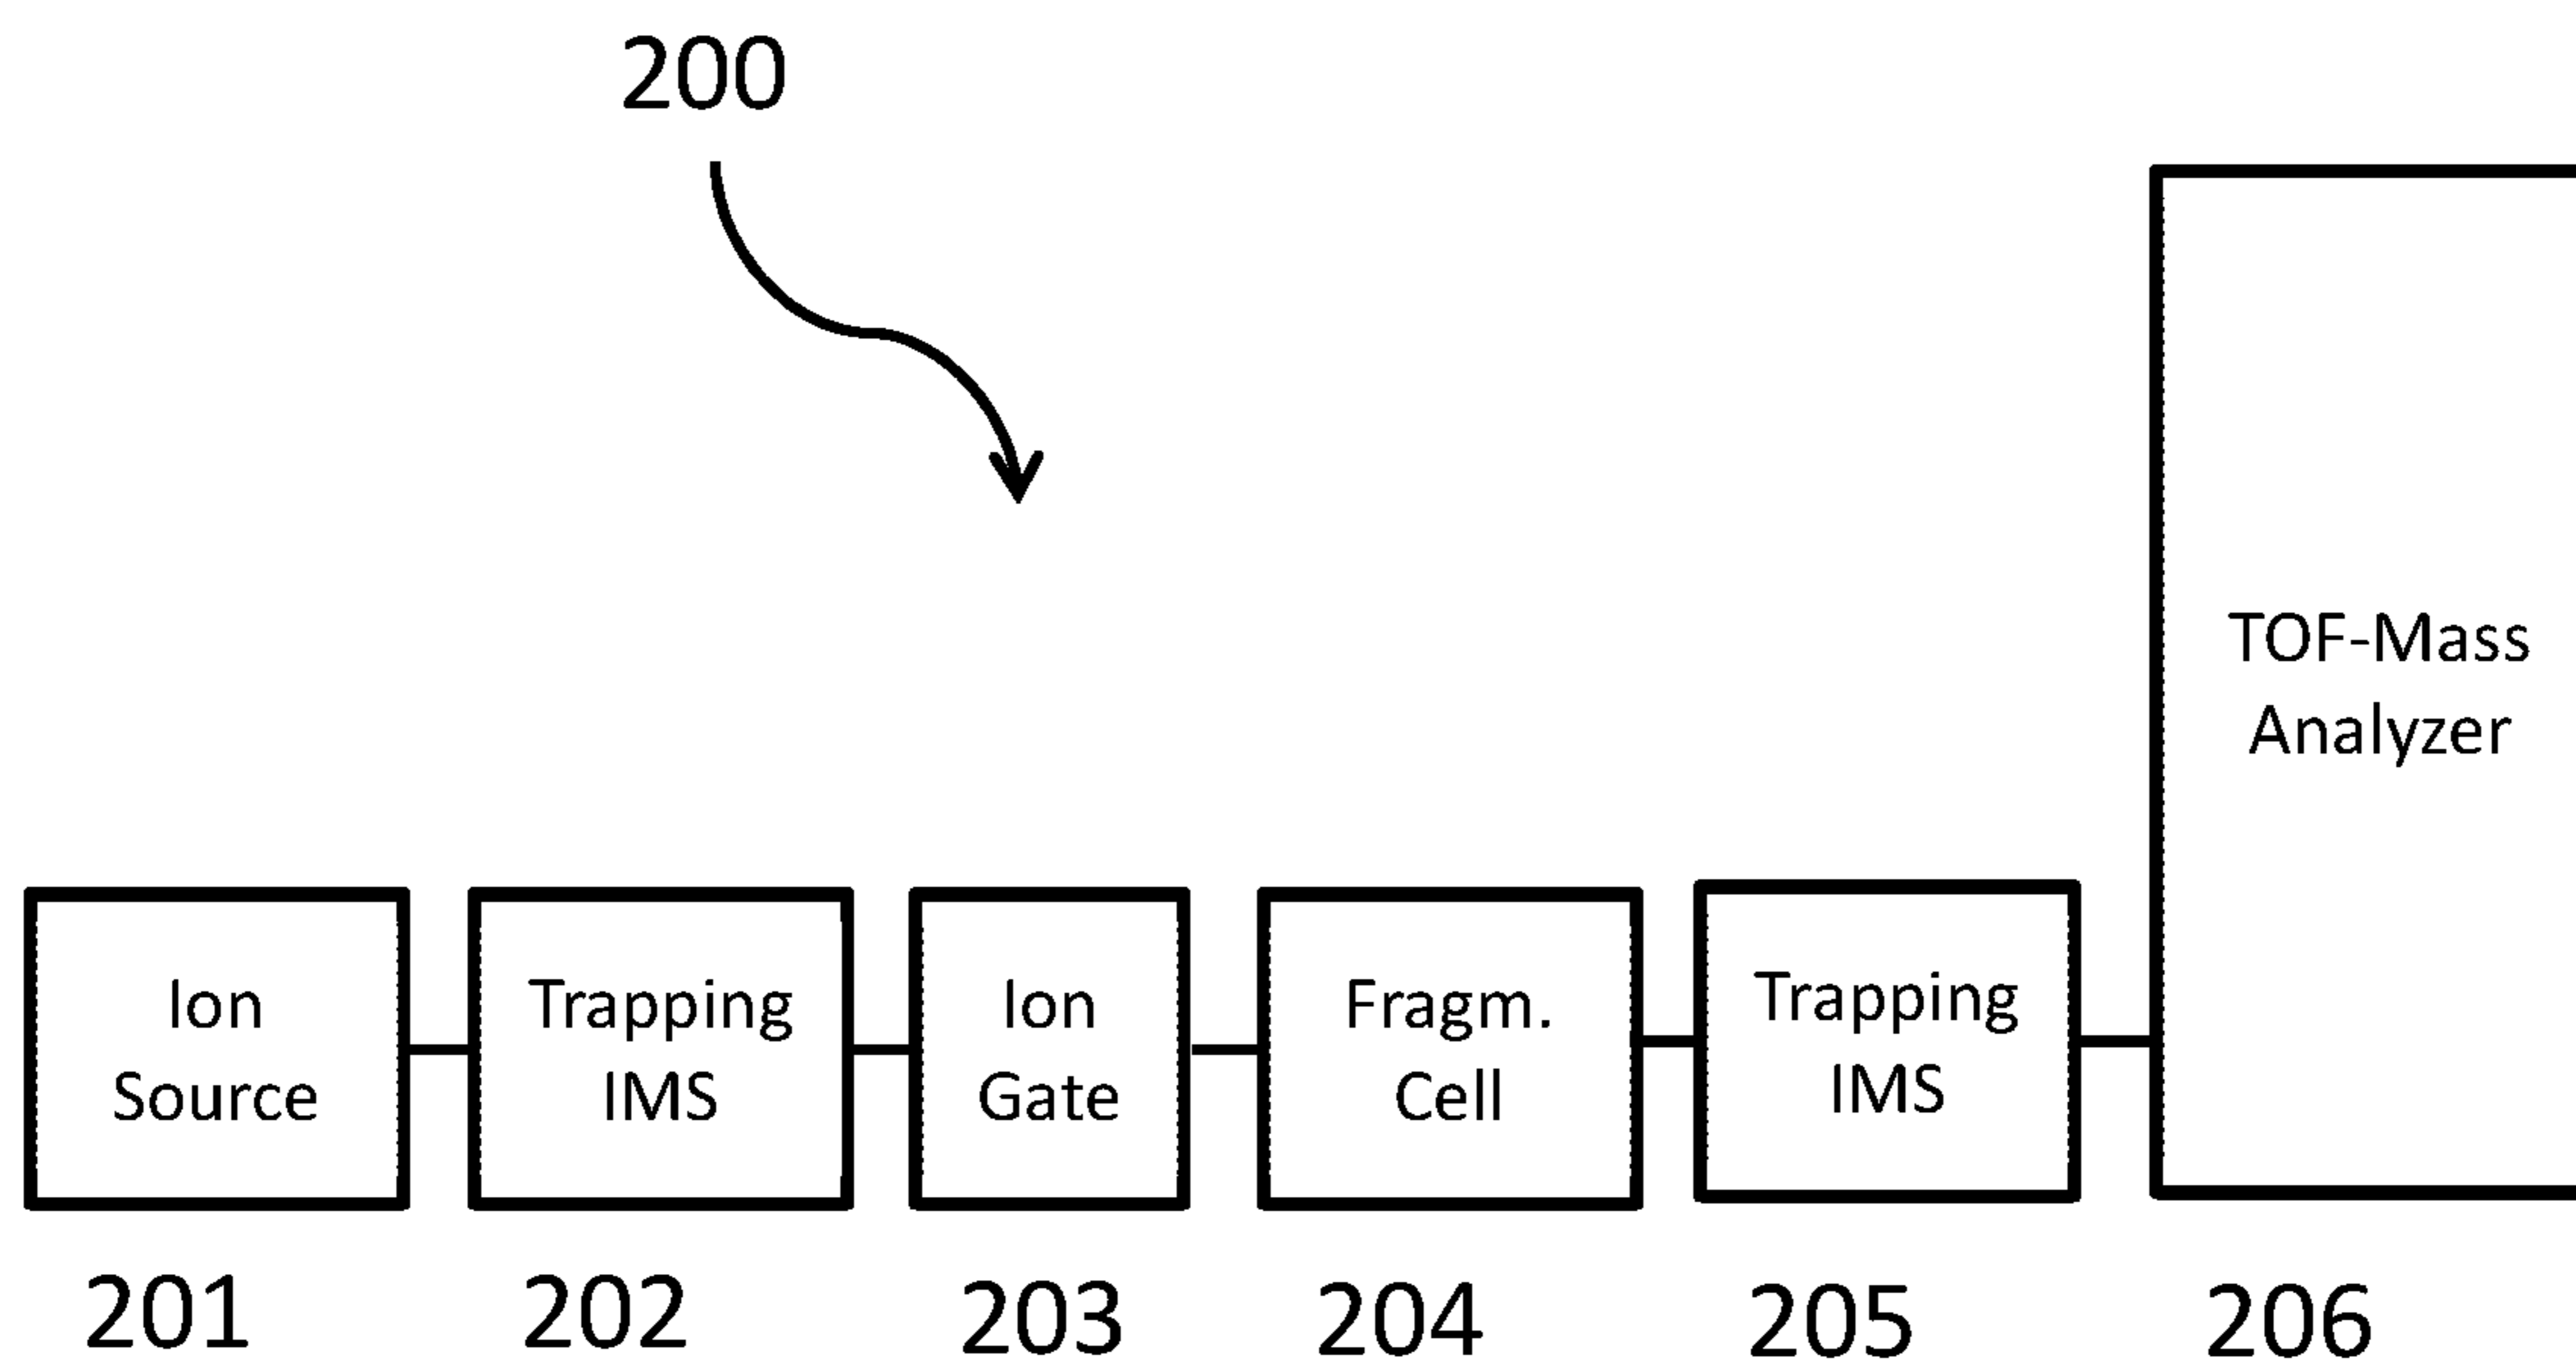 200
TOF-Mass
Analyzer
Ion
Source
Trapping
IMS
Ion
Gate
Fragm.
Cell
Trapping
IMS
201
202
203
204
205
206